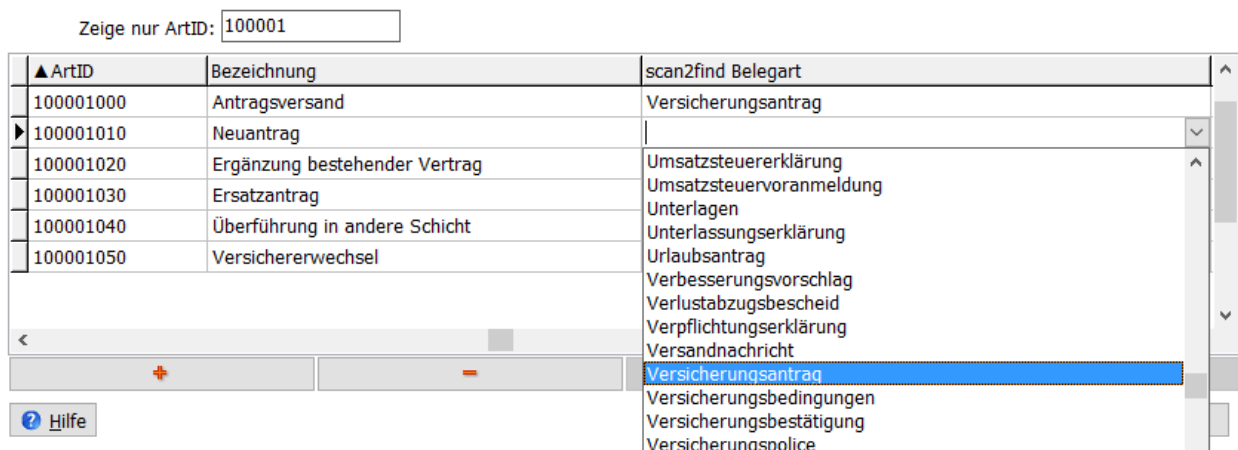 Zeige nur ArtID: 100001
▲ArtID Bezeichnung scan2find Belegart
100001000 Antragsversand Versicherungsantrag
100001010 Neuantrag
100001020 Ergänzung bestehender Vertrag
100001030 Ersatzantrag
100001040 Überführung in andere Schicht
100001050 Versichererwechsel
Umsatzsteuererklärung
Umsatzsteuervoranmeldung
Unterlagen
Unterlassungserklärung
Urlaubsantrag
Verbesserungsvorschlag
Verlustabzugsbescheid
Verpflichtungserklärung
Versandnachricht
Versicherungsantrag
Versicherungsbedingungen
Versicherungsbestätigung
Versicherungspolice
Hilfe